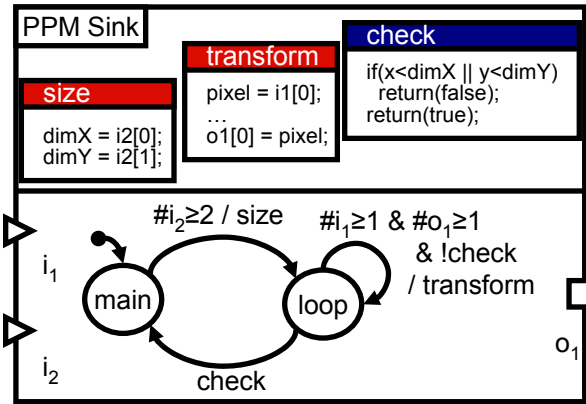 PPM Sink
size
dimX = i2[0];
dimY = i2[1];
transform
pixel = i1[0];
…
o1[0] = pixel;
check
if(x<dimX || y<dimY)
return(false);
return(true);
#i₂≥2 / size
#i₁≥1 & #o₁≥1
& !check
/ transform
i₁
main
loop
i₂
check
o₁